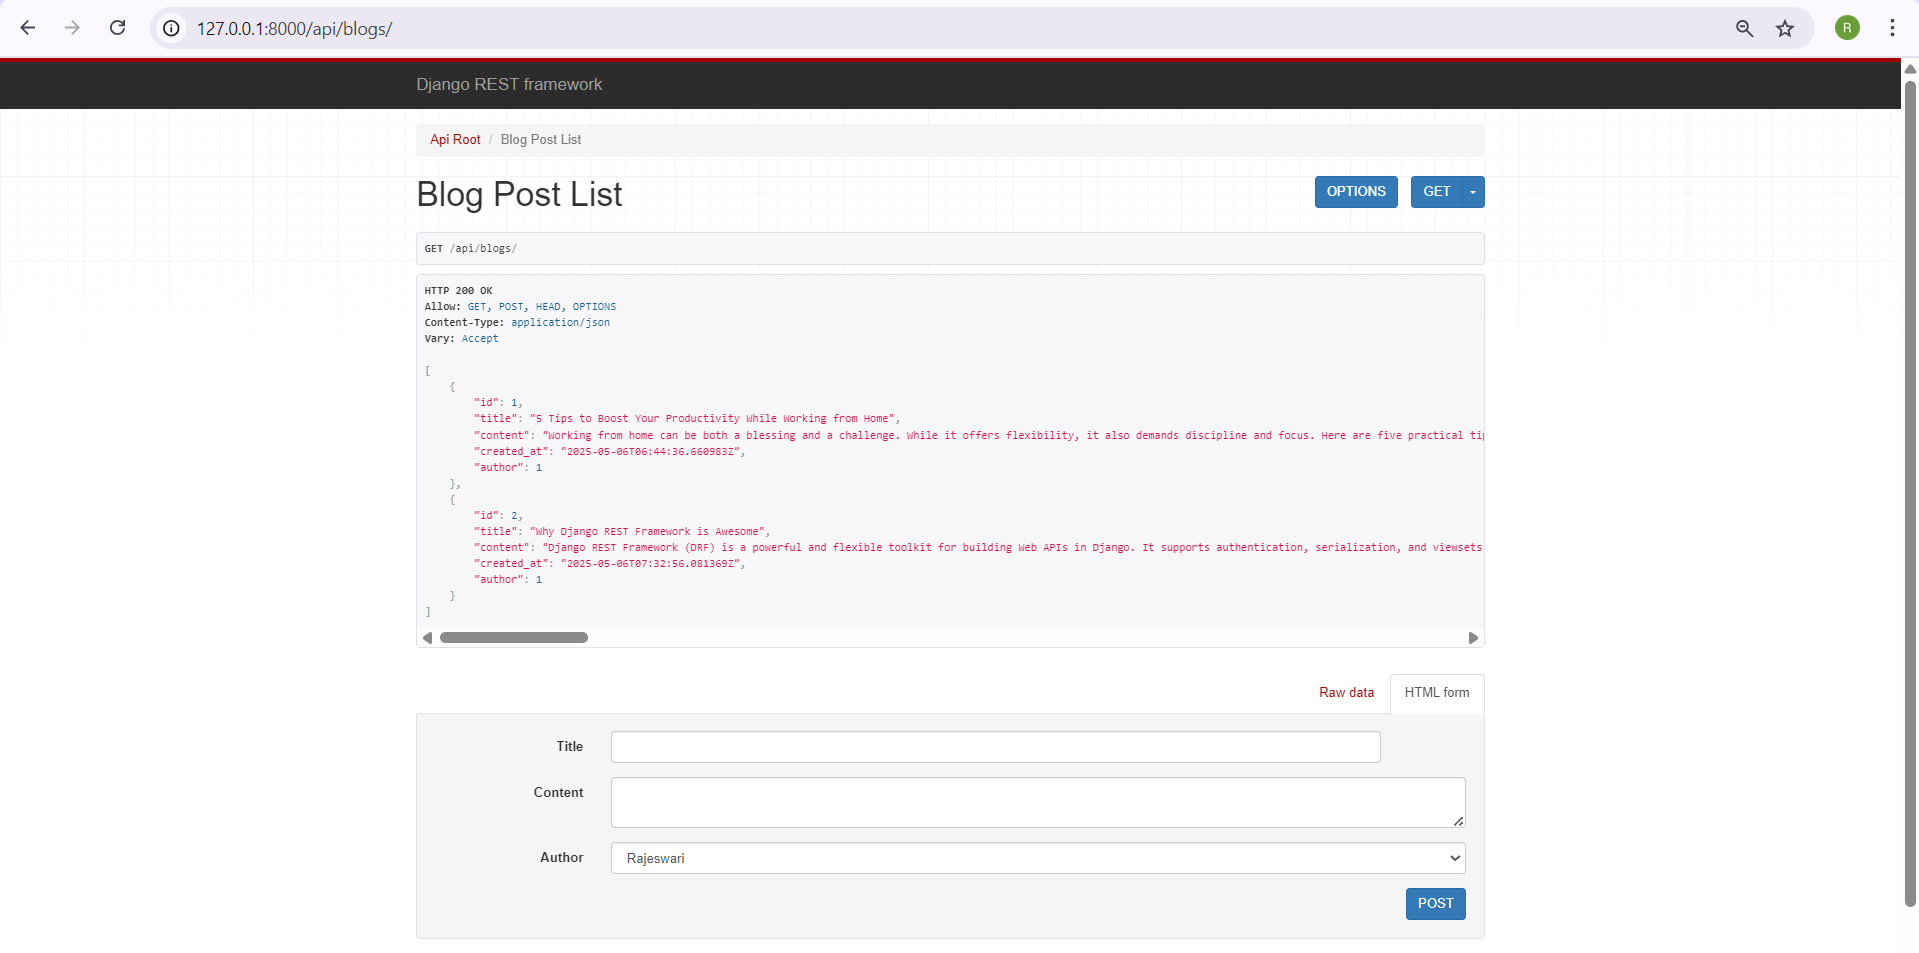 127.0.0.1:8000/api/blogs/
R
Django REST framework
Api Root / Blog Post List
Blog Post List
OPTIONS
GET
GET /api/blogs/
HTTP 200 OK
Allow: GET, POST, HEAD, OPTIONS
Content-Type: application/json
Vary: Accept
[
{
"id": 1,
"title": "5 Tips to Boost Your Productivity While Working from Home",
"content": "Working from home can be both a blessing and a challenge. While it offers flexibility, it also demands discipline and focus. Here are five practical
"created_at": "2025-05-06T06:44:36.660983Z",
"author": 1
},
{
"id": 2,
"title": "Why Django REST Framework is Awesome",
"content": "Django REST Framework (DRF) is a powerful and flexible toolkit for building Web APIs in Django. It supports authentication, serialization, and viewsets
"created_at": "2025-05-06T07:32:56.081369Z",
"author": 1
}
]
Raw data
HTML form
Title
Content
Author
Rajeswari
POST